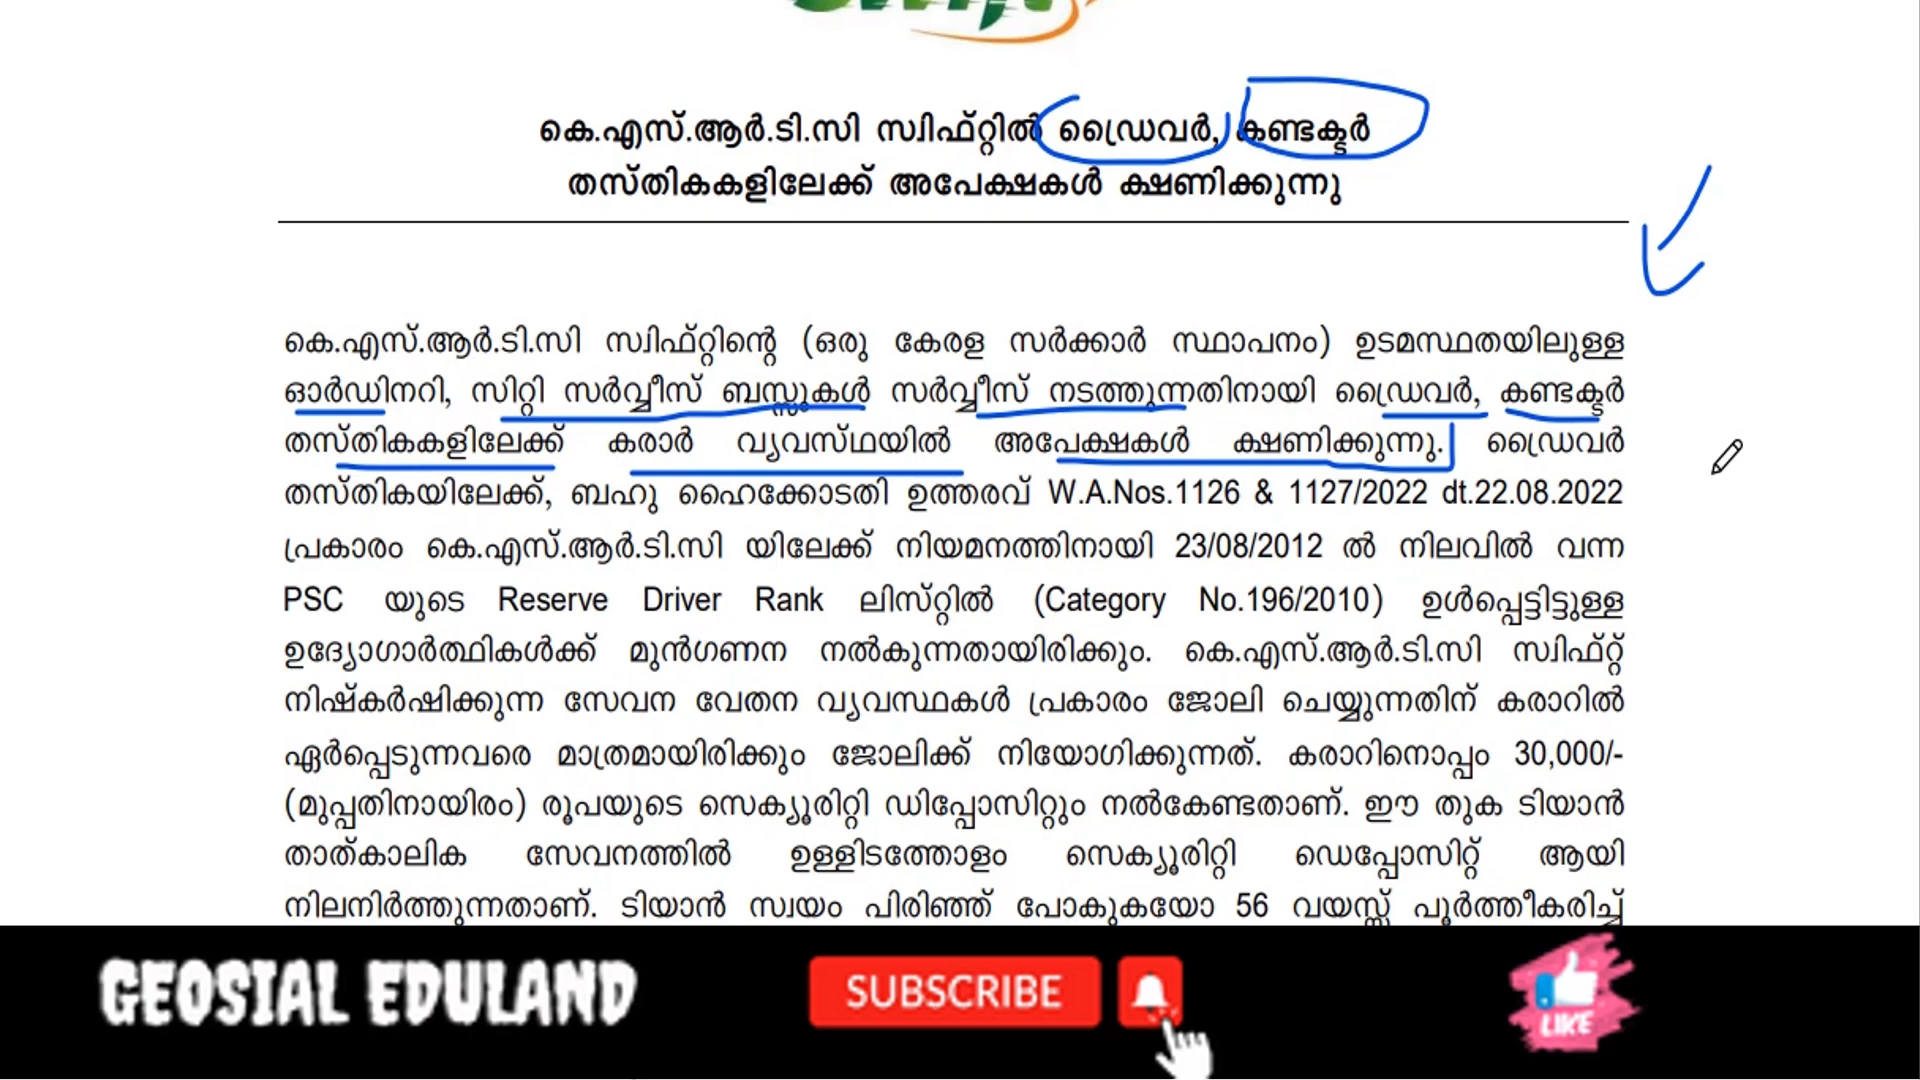 കെ.എസ്.ആർ.ടി.സി സ്വിഫ്റ്റിൽ ഡ്രൈവർ, കണ്ടക്ടർ
തസ്തികകളിലേക്ക് അപേക്ഷകൾ ക്ഷണിക്കുന്നു
കെ.എസ്.ആർ.ടി.സി സ്വിഫ്റ്റിന്റെ (ഒരു കേരള സർക്കാർ സ്ഥാപനം) ഉടമസ്ഥതയിലുള്ള
ഓർഡിനറി, സിറ്റി സർവ്വീസ് ബസ്സുകൾ സർവ്വീസ് നടത്തുന്നതിനായി ഡ്രൈവർ, കണ്ടക്ടർ
തസ്തികകളിലേക്ക് കരാർ വ്യവസ്ഥയിൽ അപേക്ഷകൾ ക്ഷണിക്കുന്നു. ഡ്രൈവർ
തസ്തികയിലേക്ക്, ബഹു ഹൈക്കോടതി ഉത്തരവ് W.A.Nos.1126 & 1127/2022 dt.22.08.2022
പ്രകാരം കെ.എസ്.ആർ.ടി.സി യിലേക്ക് നിയമനത്തിനായി 23/08/2012 ൽ നിലവിൽ വന്ന
PSC യുടെ Reserve Driver Rank ലിസ്റ്റിൽ (Category No.196/2010) ഉൾപ്പെട്ടിട്ടുള്ള
ഉദ്യോഗാർത്ഥികൾക്ക് മുൻഗണന നൽകുന്നതായിരിക്കും. കെ.എസ്.ആർ.ടി.സി സ്വിഫ്റ്റ്
നിഷ്കർഷിക്കുന്ന സേവന വേതന വ്യവസ്ഥകൾ പ്രകാരം ജോലി ചെയ്യുന്നതിന് കരാറിൽ
ഏർപ്പെടുന്നവരെ മാത്രമായിരിക്കും ജോലിക്ക് നിയോഗിക്കുന്നത്. കരാറിനൊപ്പം 30,000/-
(മുപ്പതിനായിരം) രൂപയുടെ സെക്യൂരിറ്റി ഡിപ്പോസിറ്റും നൽകേണ്ടതാണ്. ഈ തുക ടിയാൻ
താത്കാലിക സേവനത്തിൽ ഉള്ളിടത്തോളം സെക്യൂരിറ്റി ഡെപ്പോസിറ്റ് ആയി
നിലനിർത്തുന്നതാണ്. ടിയാൻ സ്വയം പിരിഞ്ഞ് പോകുകയോ 56 വയസ്സ് പൂർത്തീകരിച്ച്
GEOSIAL EDULAND
SUBSCRIBE
LIKE